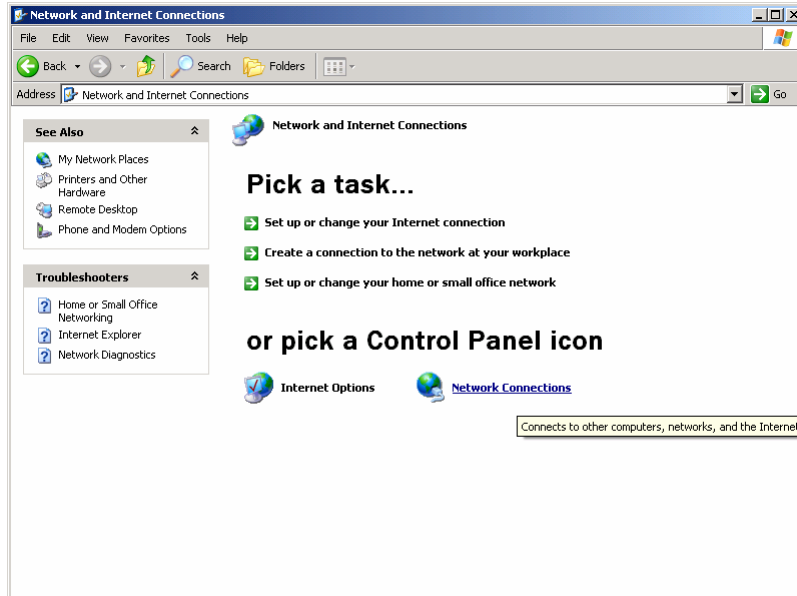 Network and Internet Connections
File Edit View Favorites Tools Help
Back Search Folders
Address Network and Internet Connections Go
See Also
My Network Places
Printers and Other
Hardware
Remote Desktop
Phone and Modem Options
Troubleshooters
Home or Small Office
Networking
Internet Explorer
Network Diagnostics
Network and Internet Connections
Pick a task...
Set up or change your Internet connection
Create a connection to the network at your workplace
Set up or change your home or small office network
or pick a Control Panel icon
Internet Options Network Connections
Connects to other computers, networks, and the Internet